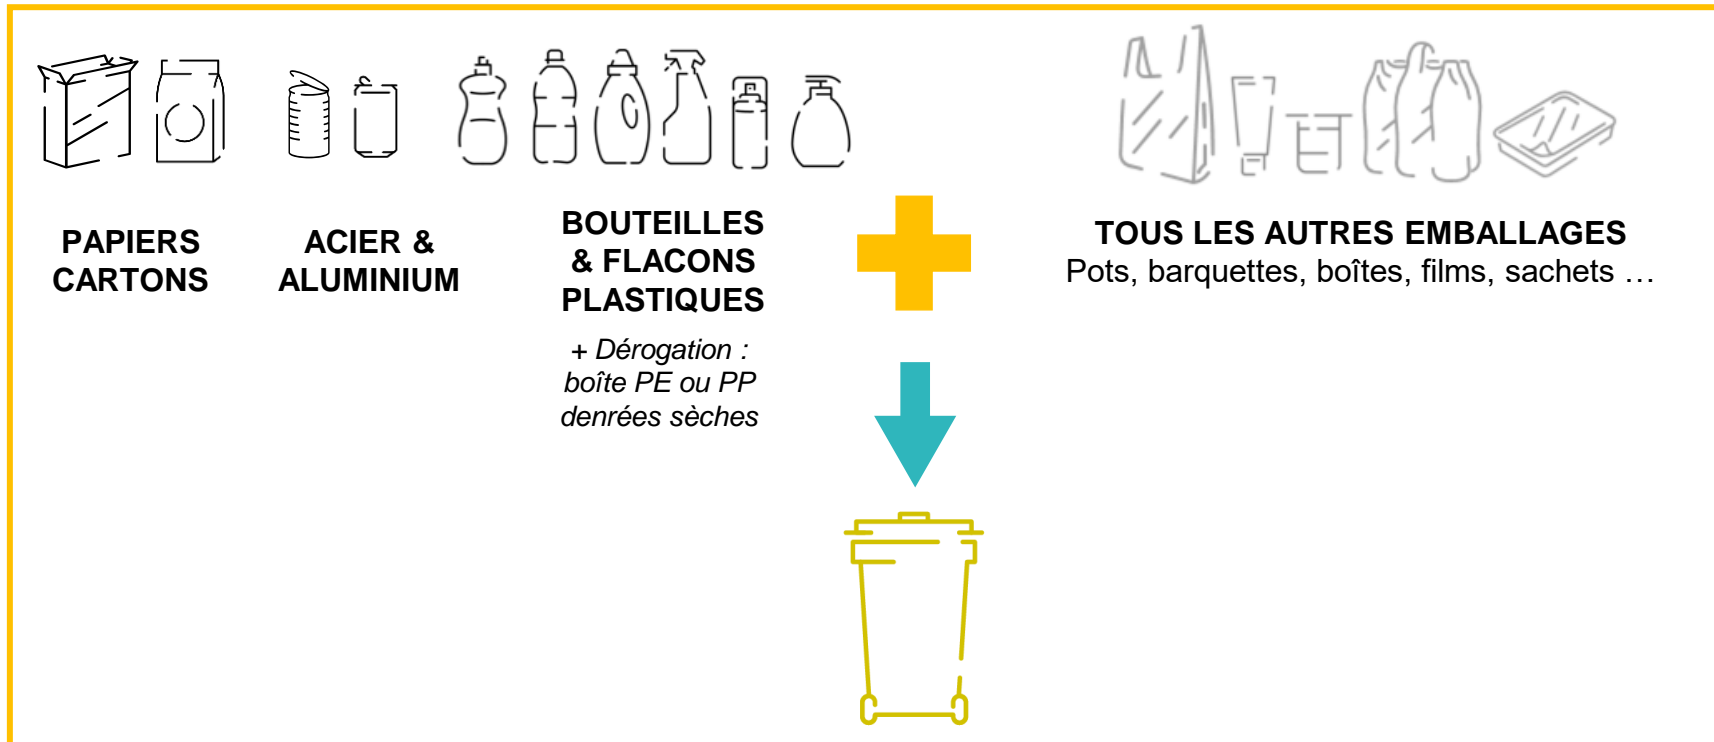 PAPIERS
CARTONS
ACIER &
ALUMINIUM
BOUTEILLES
& FLACONS
PLASTIQUES
+ Dérogation :
boîte PE ou PP
denrées sèches
TOUS LES AUTRES EMBALLAGES
Pots, barquettes, boîtes, films, sachets …